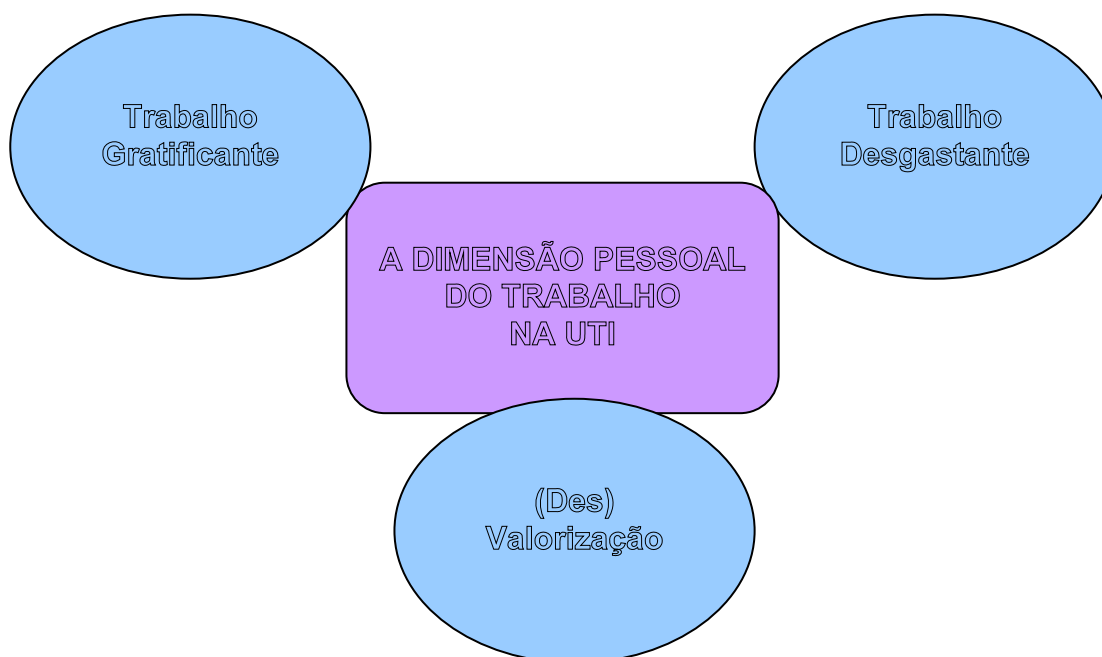 Trabalho
Gratificante
Trabalho
Desgastante
A DIMENSÃO PESSOAL
DO TRABALHO
NA UTI
(Des)
Valorização